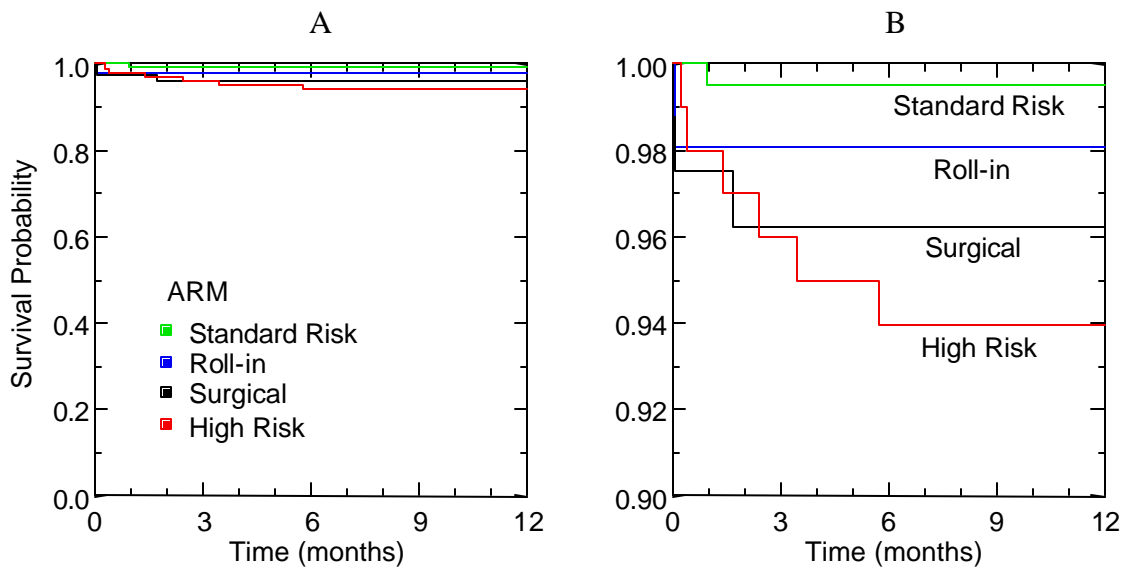 A
Survival Probability
1.0
0.8
0.6
0.4
0.2
0.0
ARM
Standard Risk
Roll-in
Surgical
High Risk
0 3 6 9 12
Time (months)
B
1.00
0.98
0.96
0.94
0.92
0.90
Standard Risk
Roll-in
Surgical
High Risk
0 3 6 9 12
Time (months)